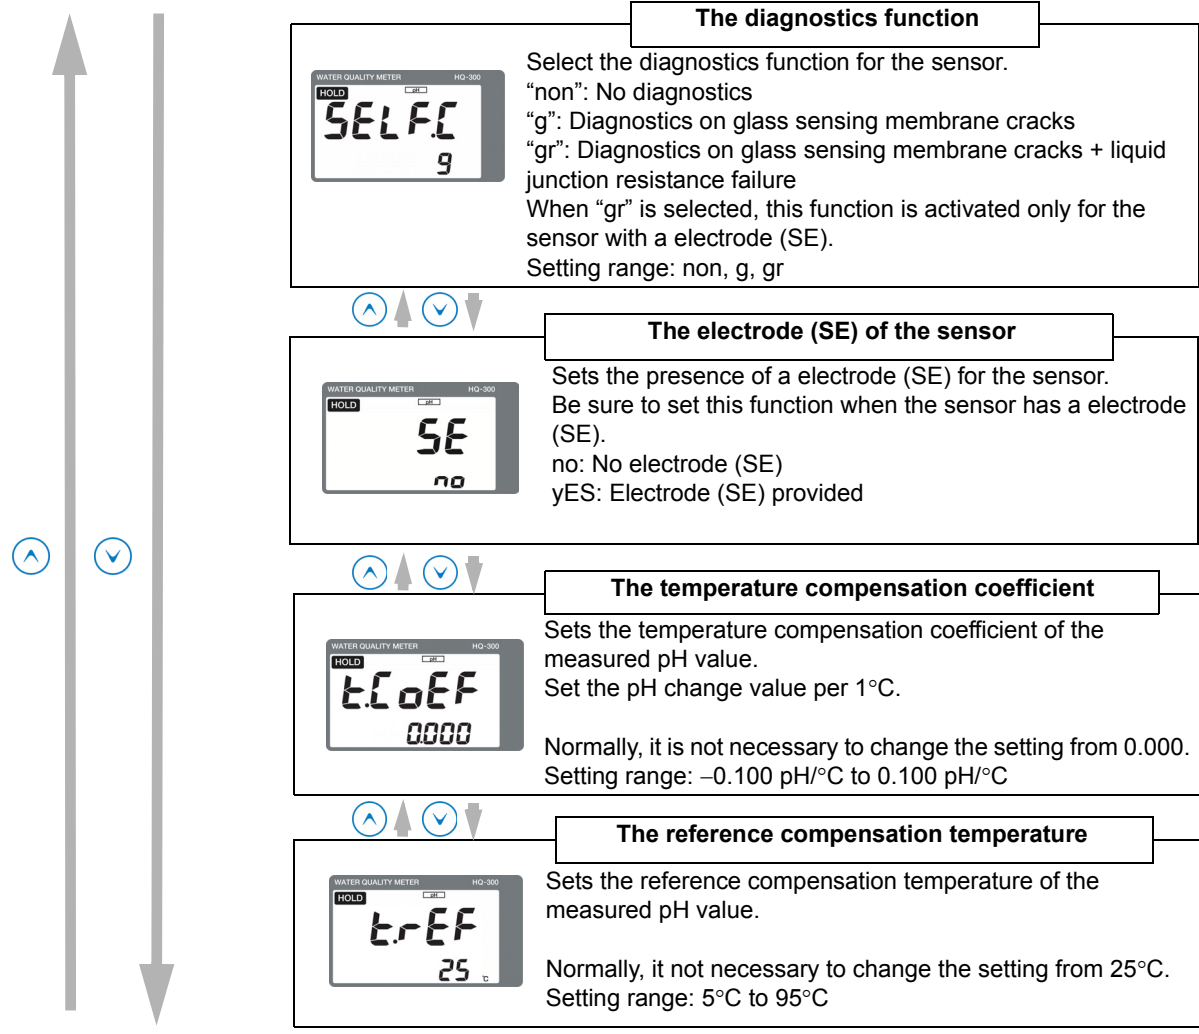 The diagnostics function
WATER QUALITY METER HQ-300
HOLD pH
SELF.C
g
Select the diagnostics function for the sensor.
“non”: No diagnostics
“g”: Diagnostics on glass sensing membrane cracks
“gr”: Diagnostics on glass sensing membrane cracks + liquid
junction resistance failure
When “gr” is selected, this function is activated only for the
sensor with a electrode (SE).
Setting range: non, g, gr
The electrode (SE) of the sensor
WATER QUALITY METER HQ-300
HOLD pH
SE
no
Sets the presence of a electrode (SE) for the sensor.
Be sure to set this function when the sensor has a electrode
(SE).
no: No electrode (SE)
yES: Electrode (SE) provided
The temperature compensation coefficient
WATER QUALITY METER HQ-300
HOLD pH
t.CoEF
0.000
Sets the temperature compensation coefficient of the
measured pH value.
Set the pH change value per 1°C.
Normally, it is not necessary to change the setting from 0.000.
Setting range: −0.100 pH/°C to 0.100 pH/°C
The reference compensation temperature
WATER QUALITY METER HQ-300
HOLD pH
t.rEF
25 °C
Sets the reference compensation temperature of the
measured pH value.
Normally, it not necessary to change the setting from 25°C.
Setting range: 5°C to 95°C